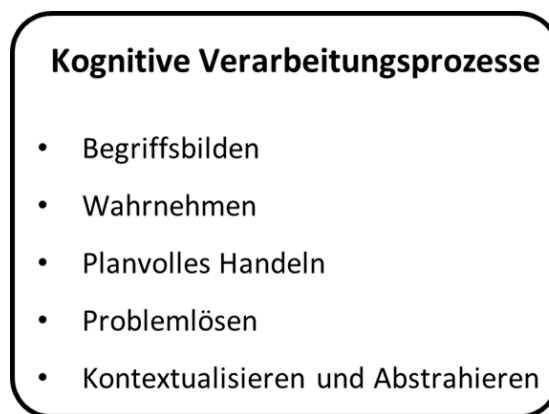 Kognitive Verarbeitungsprozesse
• Begriffsbilden
• Wahrnehmen
• Planvolles Handeln
• Problemlösen
• Kontextualisieren und Abstrahieren